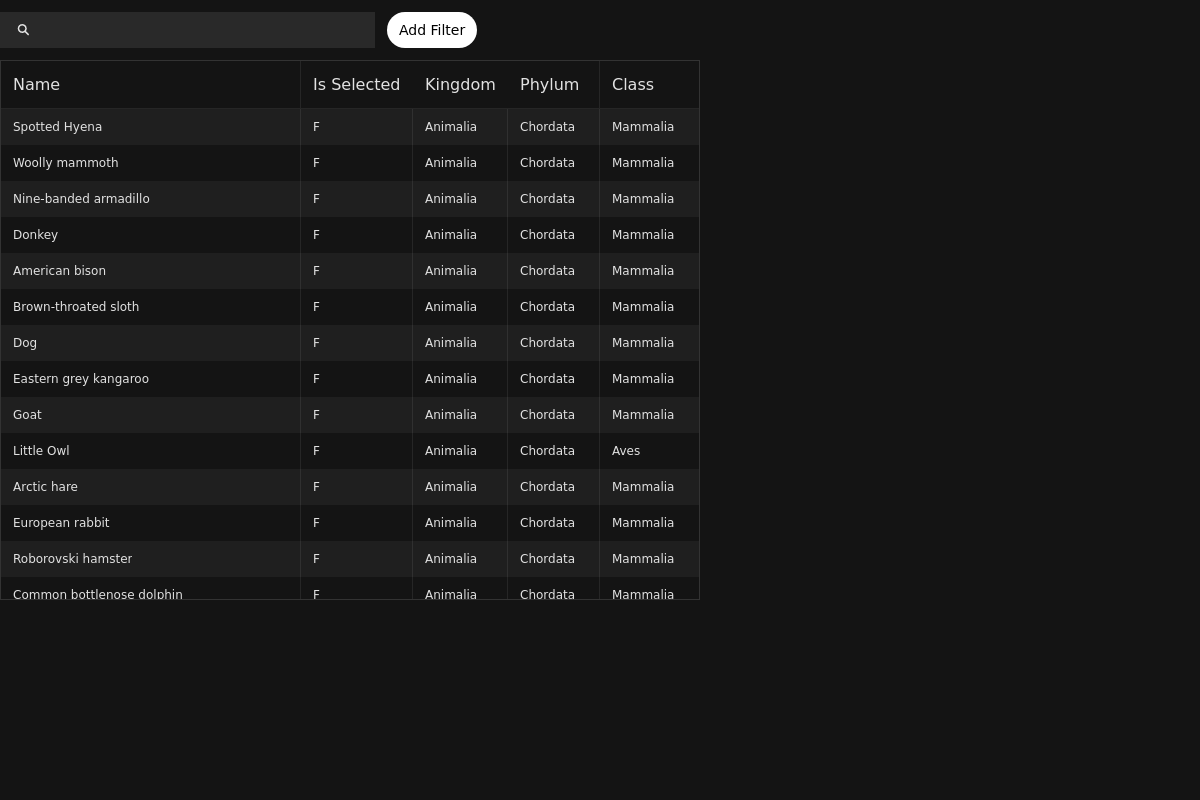 Add Filter
Name Is Selected Kingdom Phylum Class
Spotted Hyena F Animalia Chordata Mammalia
Woolly mammoth F Animalia Chordata Mammalia
Nine-banded armadillo F Animalia Chordata Mammalia
Donkey F Animalia Chordata Mammalia
American bison F Animalia Chordata Mammalia
Brown-throated sloth F Animalia Chordata Mammalia
Dog F Animalia Chordata Mammalia
Eastern grey kangaroo F Animalia Chordata Mammalia
Goat F Animalia Chordata Mammalia
Little Owl F Animalia Chordata Aves
Arctic hare F Animalia Chordata Mammalia
European rabbit F Animalia Chordata Mammalia
Roborovski hamster F Animalia Chordata Mammalia
Common bottlenose dolphin F Animalia Chordata Mammalia